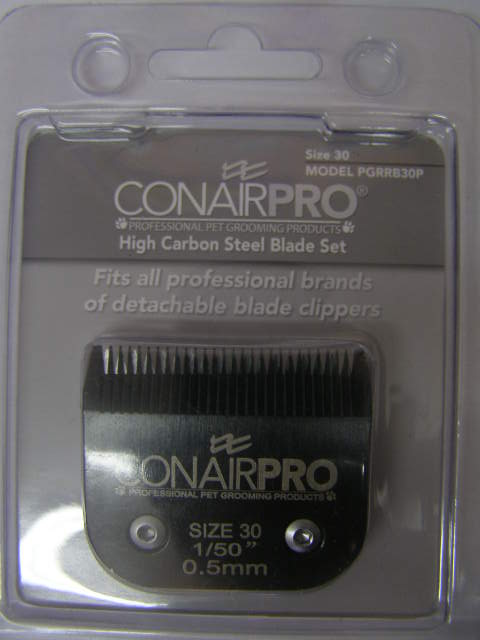 Size 30
MODEL PGRRB30P
CONAIRPRO®
PROFESSIONAL PET GROOMING PRODUCTS
High Carbon Steel Blade Set
Fits all professional brands
of detachable blade clippers
CONAIRPRO
PROFESSIONAL PET GROOMING PRODUCTS
SIZE 30
1/50”
0.5mm